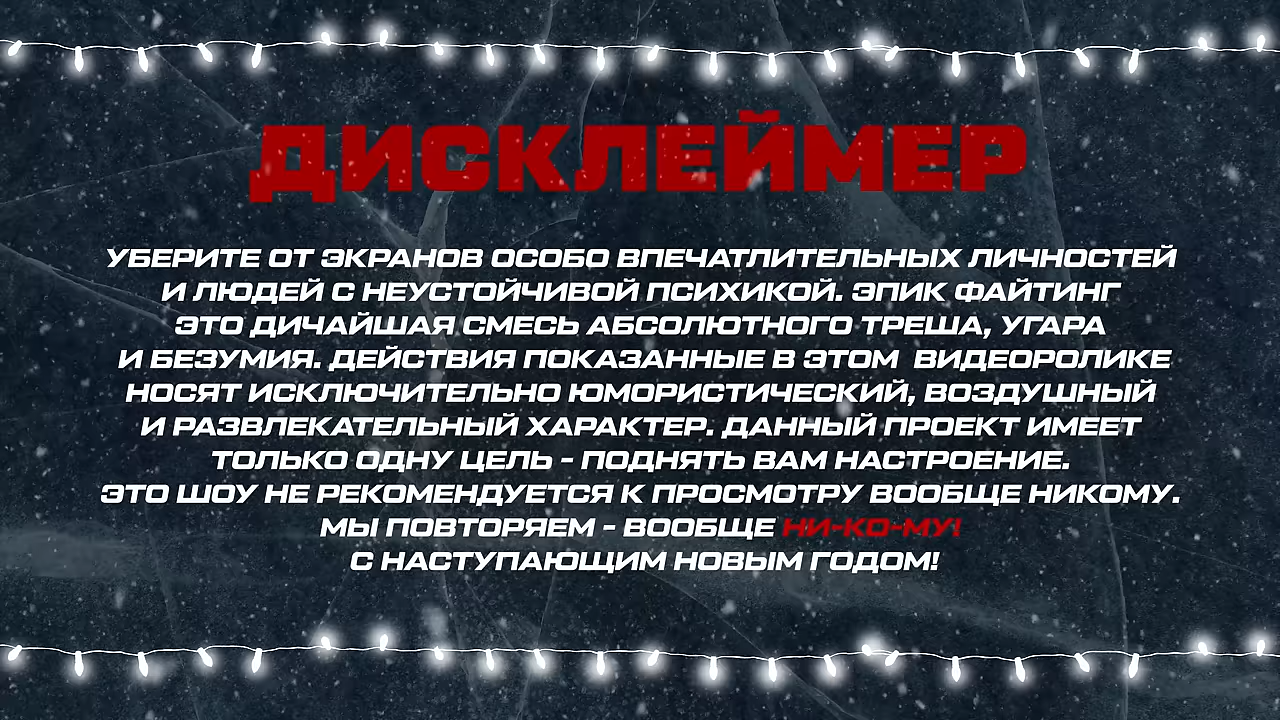 ДИСКЛЕЙМЕР
УБЕРИТЕ ОТ ЭКРАНОВ ОСОБО ВПЕЧАТЛИТЕЛЬНЫХ ЛИЧНОСТЕЙ
И ЛЮДЕЙ С НЕУСТОЙЧИВОЙ ПСИХИКОЙ. ЭПИК ФАЙТИНГ
ЭТО ДИЧАЙШАЯ СМЕСЬ АБСОЛЮТНОГО ТРЕША, УГАРА
И БЕЗУМИЯ. ДЕЙСТВИЯ ПОКАЗАННЫЕ В ЭТОМ ВИДЕОРОЛИКЕ
НОСЯТ ИСКЛЮЧИТЕЛЬНО ЮМОРИСТИЧЕСКИЙ, ВОЗДУШНЫЙ
И РАЗВЛЕКАТЕЛЬНЫЙ ХАРАКТЕР. ДАННЫЙ ПРОЕКТ ИМЕЕТ
ТОЛЬКО ОДНУ ЦЕЛЬ - ПОДНЯТЬ ВАМ НАСТРОЕНИЕ.
ЭТО ШОУ НЕ РЕКОМЕНДУЕТСЯ К ПРОСМОТРУ ВООБЩЕ НИКОМУ.
МЫ ПОВТОРЯЕМ - ВООБЩЕ НИ-КО-МУ!
С НАСТУПАЮЩИМ НОВЫМ ГОДОМ!